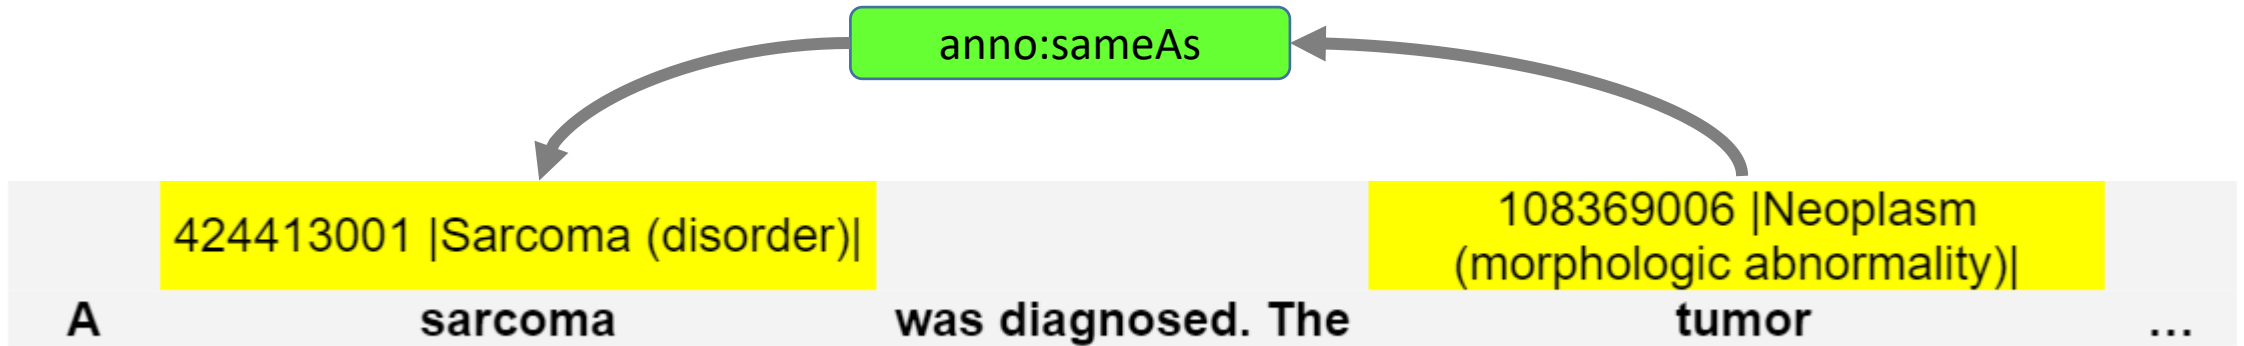 anno:sameAs
424413001 |Sarcoma (disorder)|
108369006 |Neoplasm
(morphologic abnormality)|
A sarcoma was diagnosed. The tumor ...